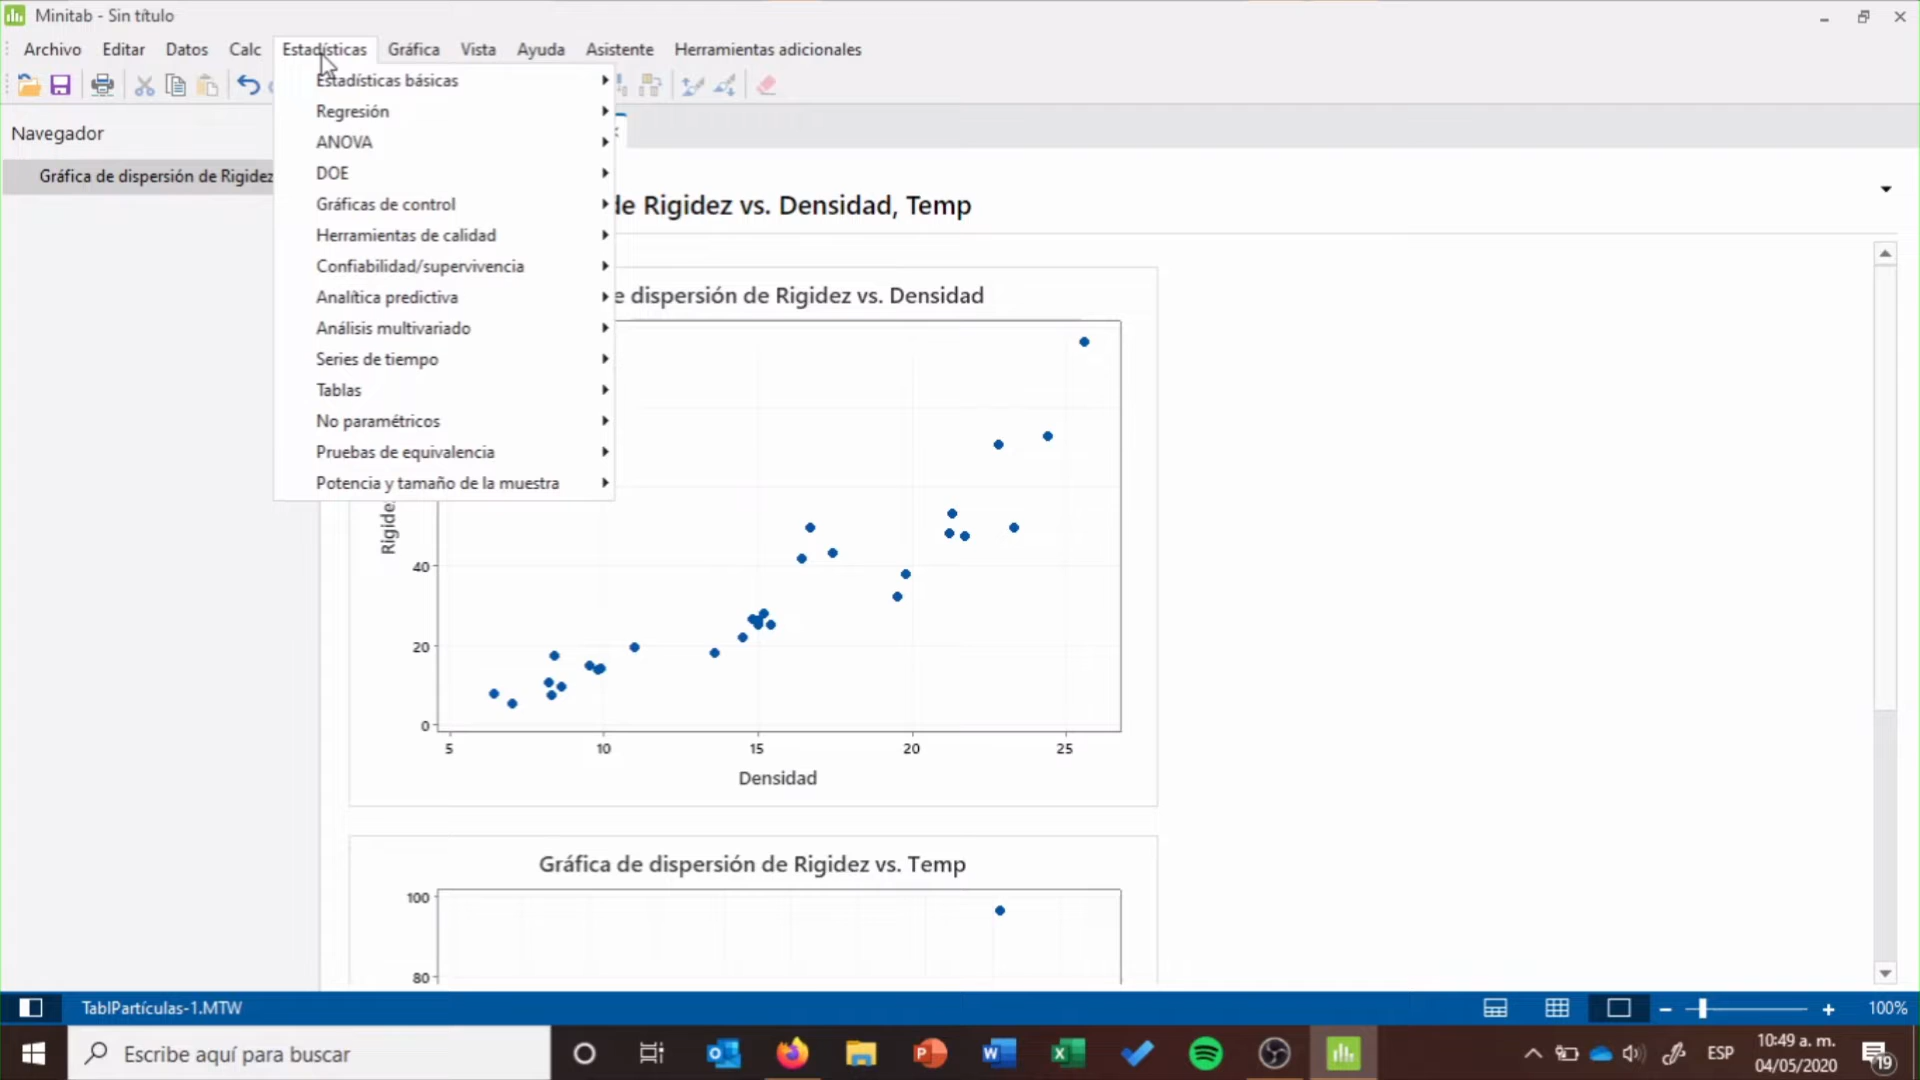 Minitab - Sin título
Archivo Editar Datos Calc Estadísticas Gráfica Vista Ayuda Asistente Herramientas adicionales
Estadísticas básicas
Regresión
ANOVA
DOE
Gráficas de control
Herramientas de calidad
Confiabilidad/supervivencia
Analítica predictiva
Análisis multivariado
Series de tiempo
Tablas
No paramétricos
Pruebas de equivalencia
Potencia y tamaño de la muestra
Navegador
Gráfica de dispersión de Rigidez
de Rigidez vs. Densidad, Temp
e dispersión de Rigidez vs. Densidad
Rigidez
40
20
0
5 10 15 20 25
Densidad
Gráfica de dispersión de Rigidez vs. Temp
100
80
TablPartículas-1.MTW
100%
Escribe aquí para buscar
ESP
10:49 a. m.
04/05/2020
19